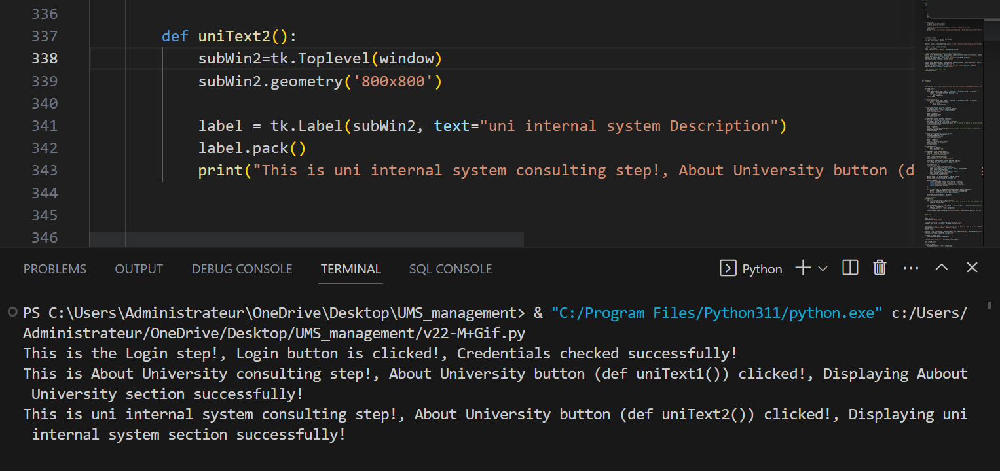 336
337 def uniText2():
338 subWin2=tk.Toplevel(window)
339 subWin2.geometry('800x800')
340
341 label = tk.Label(subWin2, text="uni internal system Description")
342 label.pack()
343 print("This is uni internal system consulting step!, About University button (d
344
345
346
PROBLEMS OUTPUT DEBUG CONSOLE TERMINAL SQL CONSOLE Python
PS C:\Users\Administrateur\OneDrive\Desktop\UMS_management> & "C:/Program Files/Python311/python.exe" c:/Users/
Administrateur/OneDrive/Desktop/UMS_management/v22-M+Gif.py
This is the Login step!, Login button is clicked!, Credentials checked successfully!
This is About University consulting step!, About University button (def uniText1()) clicked!, Displaying Aubout
University section successfully!
This is uni internal system consulting step!, About University button (def uniText2()) clicked!, Displaying uni
internal system section successfully!